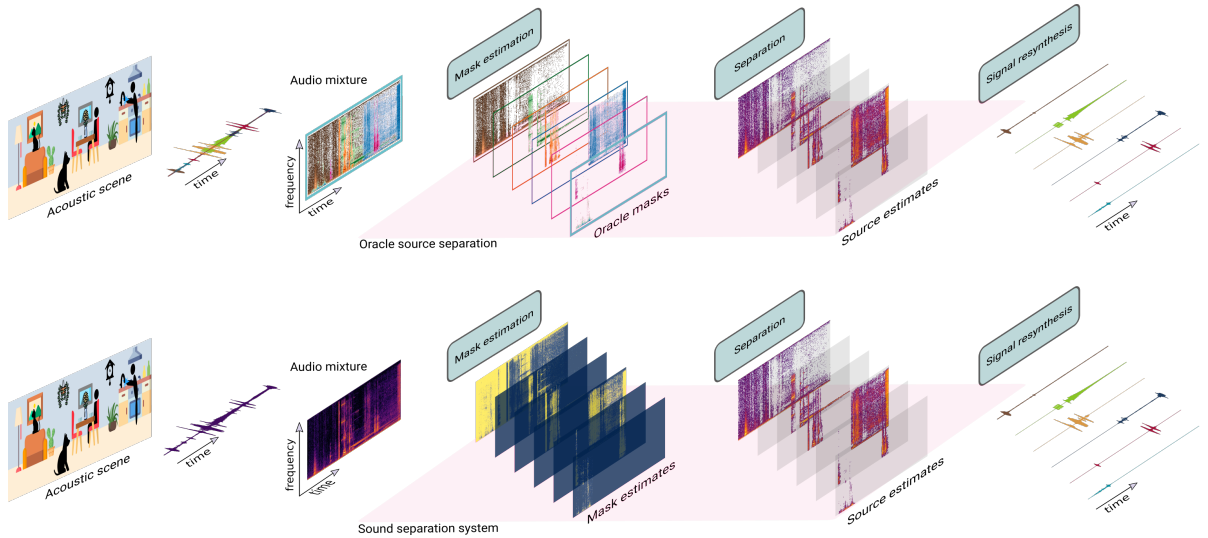 Mask estimation
Separation
Signal resynthesis
Audio mixture
frequency
time
time
Acoustic scene
Oracle masks
Source estimates
time
Oracle source separation
Mask estimation
Separation
Signal resynthesis
Audio mixture
frequency
time
time
Acoustic scene
Mask estimates
Source estimates
time
Sound separation system